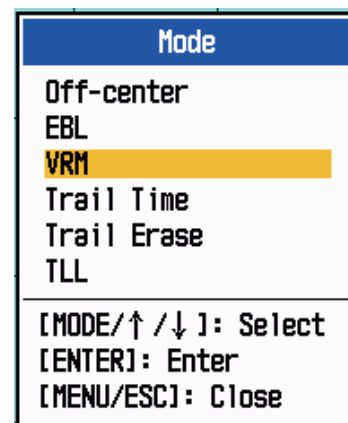 Mode
Off-center
EBL
VRM
Trail Time
Trail Erase
TLL
[MODE/↑/↓]: Select
[ENTER]: Enter
[MENU/ESC]: Close